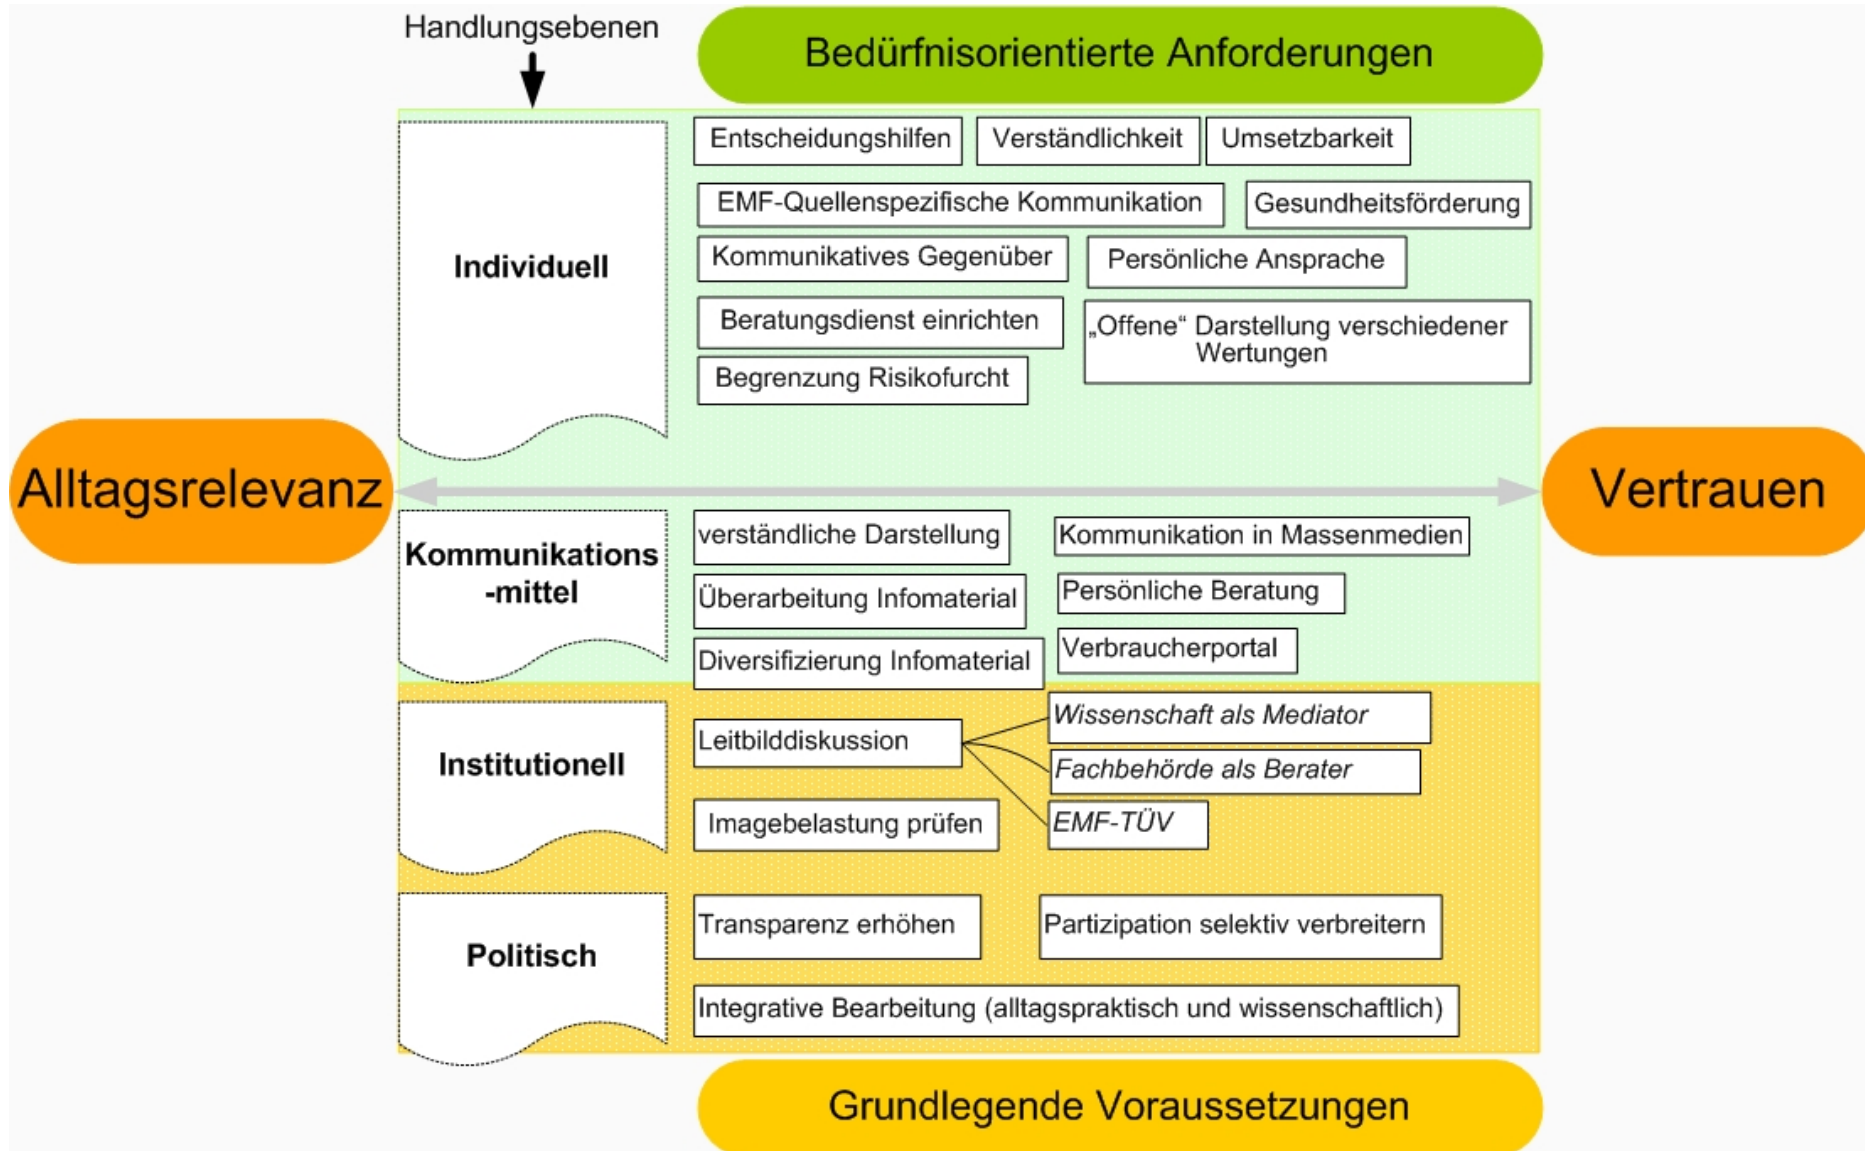 Handlungsebenen
Bedürfnisorientierte Anforderungen
Individuell
Entscheidungshilfen
Verständlichkeit
Umsetzbarkeit
EMF-Quellenspezifische Kommunikation
Gesundheitsförderung
Kommunikatives Gegenüber
Persönliche Ansprache
Beratungsdienst einrichten
„Offene“ Darstellung verschiedener
Wertungen
Begrenzung Risikofurcht
Alltagsrelevanz
Vertrauen
Kommunikations
-mittel
verständliche Darstellung
Kommunikation in Massenmedien
Überarbeitung Infomaterial
Persönliche Beratung
Diversifizierung Infomaterial
Verbraucherportal
Institutionell
Leitbilddiskussion
Wissenschaft als Mediator
Fachbehörde als Berater
EMF-TÜV
Imagebelastung prüfen
Politisch
Transparenz erhöhen
Partizipation selektiv verbreitern
Integrative Bearbeitung (alltagspraktisch und wissenschaftlich)
Grundlegende Voraussetzungen